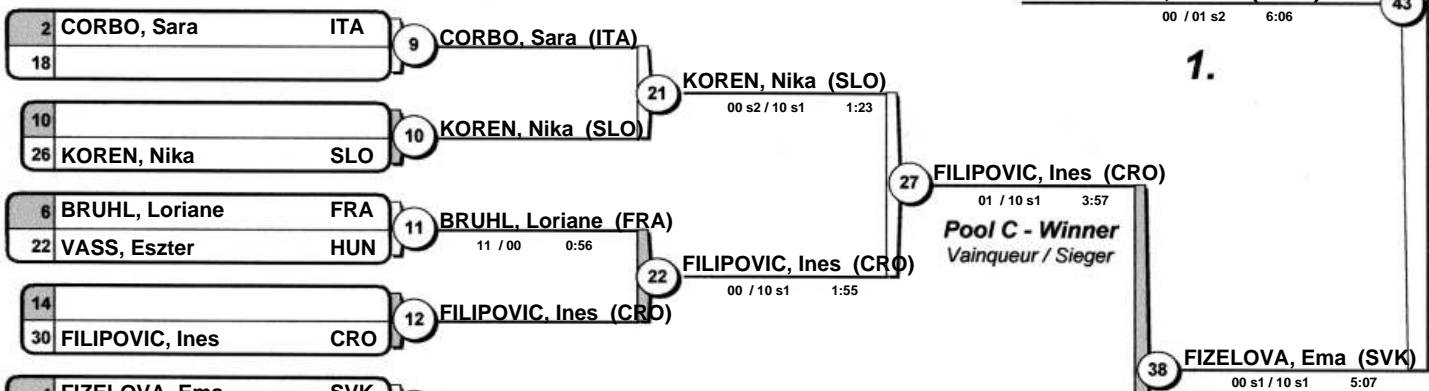 00 / 01 s2 6:06
43
1.
2 CORBO, Sara ITA
18
9
CORBO, Sara (ITA)
21
KOREN, Nika (SLO)
00 s2 / 10 s1 1:23
10
26 KOREN, Nika SLO
10
KOREN, Nika (SLO)
27
FILIPOVIC, Ines (CRO)
01 / 10 s1 3:57
Pool C - Winner
Vainqueur / Sieger
6 BRUHL, Loriane FRA
22 VASS, Eszter HUN
11
BRUHL, Loriane (FRA)
11 / 00 0:56
22
FILIPOVIC, Ines (CRO)
00 / 10 s1 1:55
14
30 FILIPOVIC, Ines CRO
12
FILIPOVIC, Ines (CRO)
38
FIZELOVA, Ema (SVK)
00 s1 / 10 s1 5:07
FIZELOVA, Ema SVK